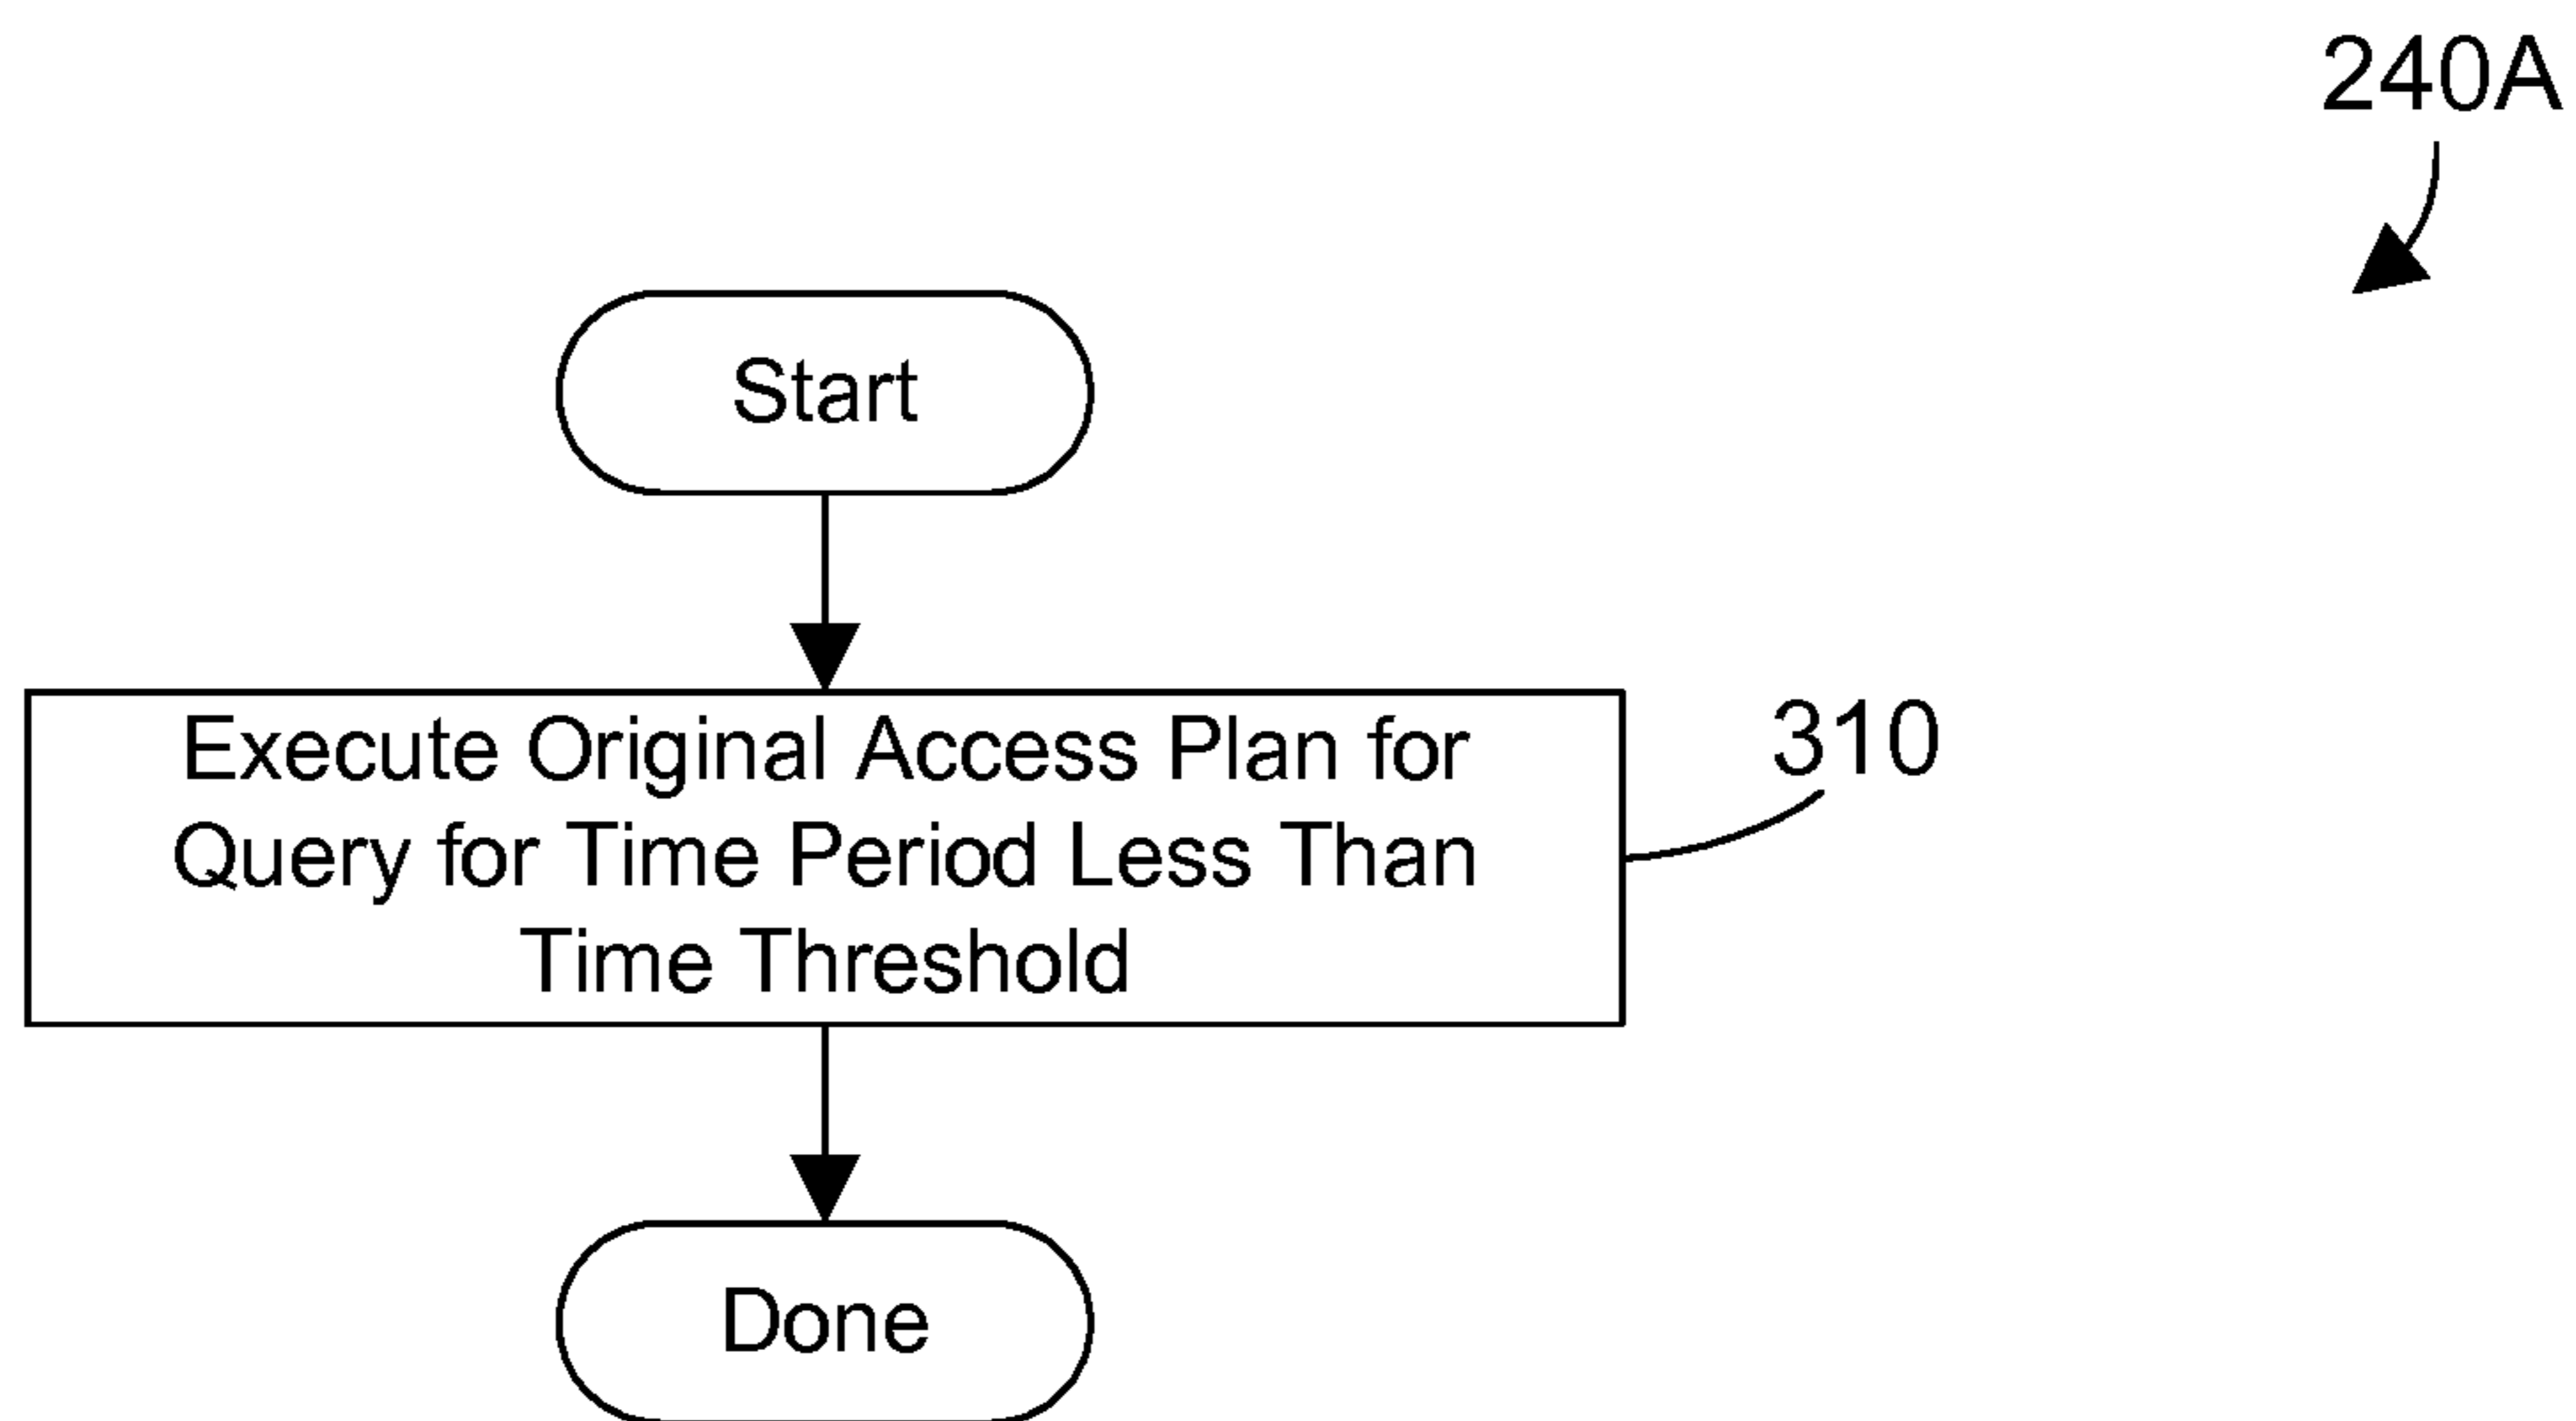 240A
Start
Execute Original Access Plan for
Query for Time Period Less Than
Time Threshold
310
Done